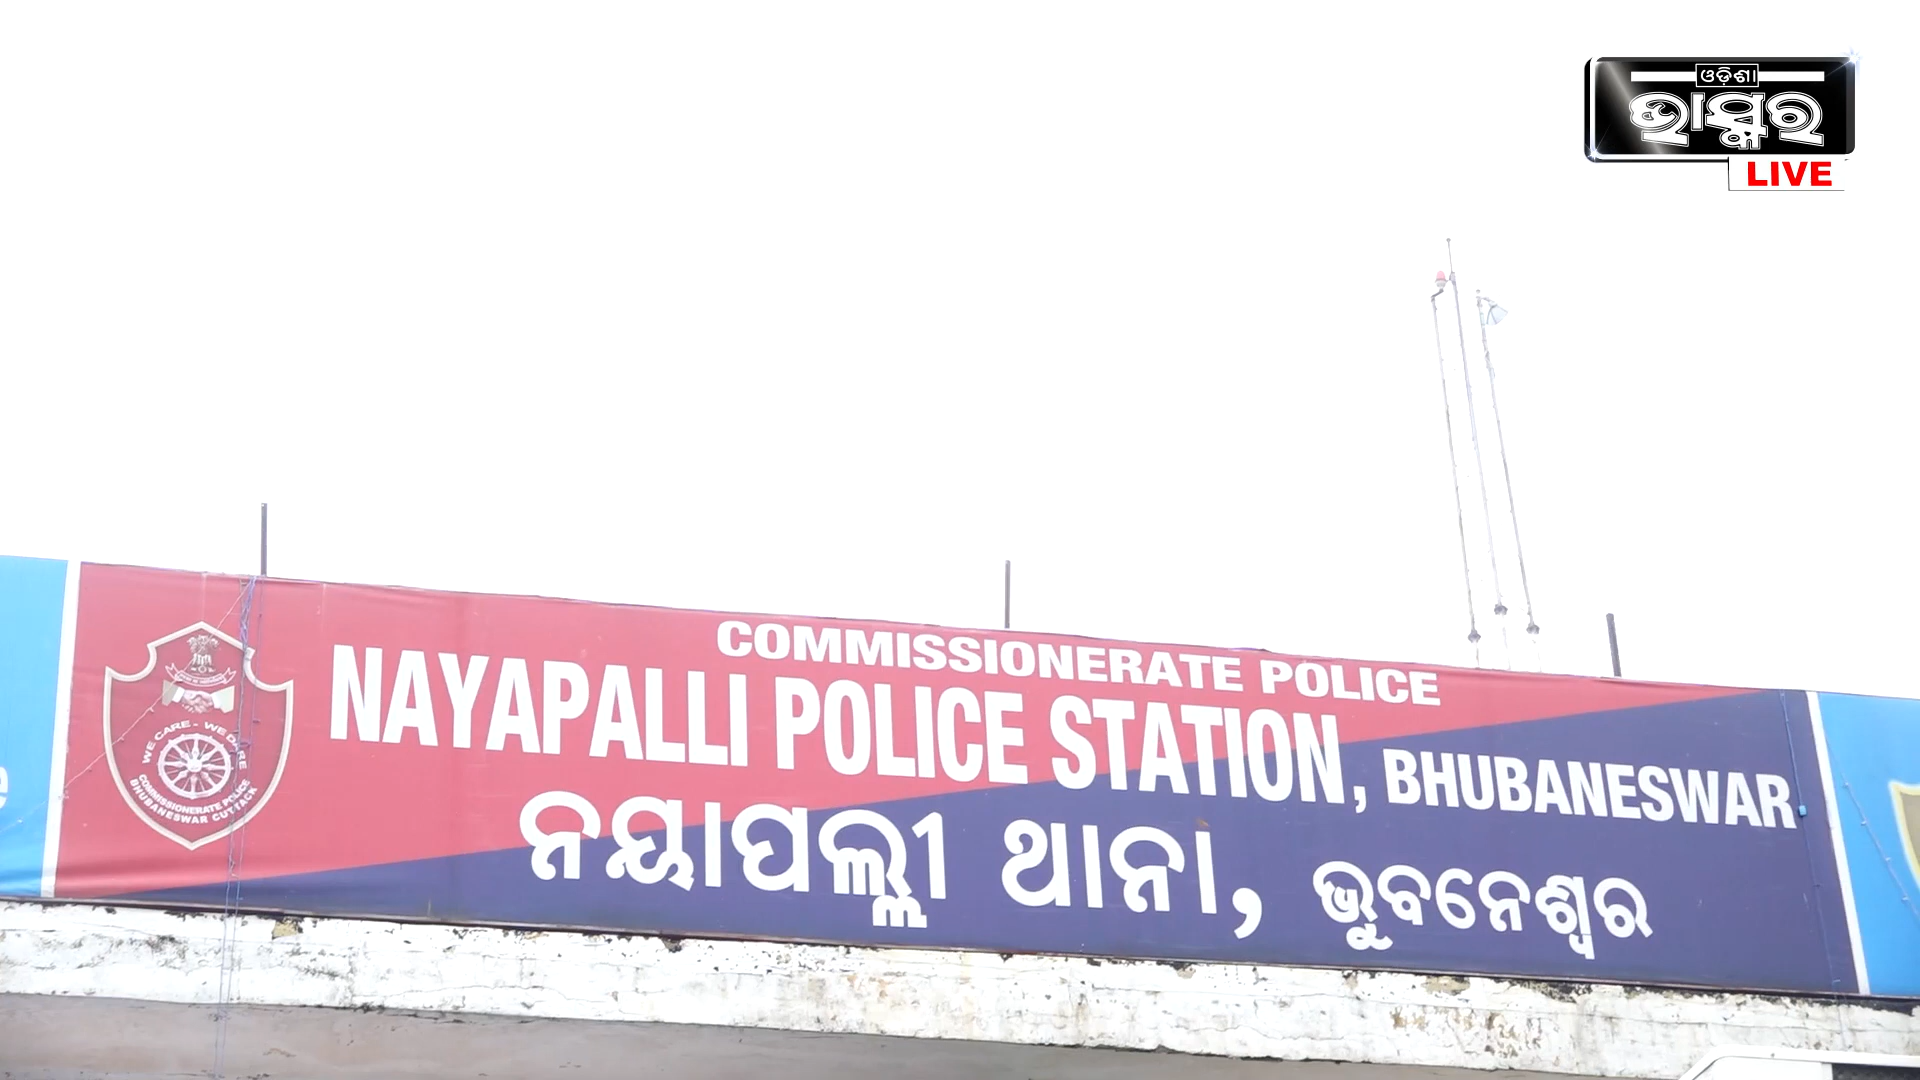 ଓଡ଼ିଶା
ଭାସ୍କର
LIVE
COMMISSIONERATE POLICE
NAYAPALLI POLICE STATION, BHUBANESWAR
ନୟାପଲ୍ଲୀ ଥାନା, ଭୁବନେଶ୍ୱର
WE CARE - WE DARE
COMMISSIONERATE POLICE
BHUBANESWAR CUTTACK
e